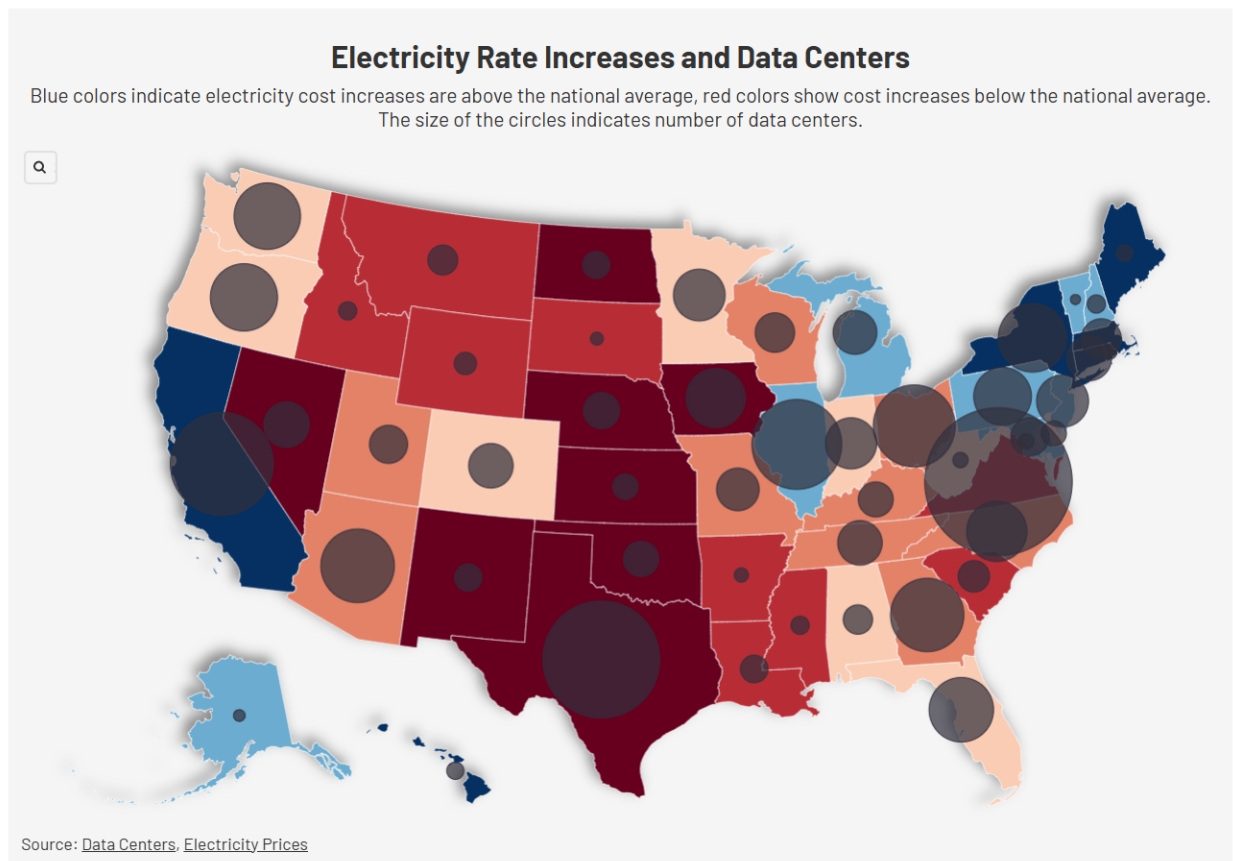 Electricity Rate Increases and Data Centers
Blue colors indicate electricity cost increases are above the national average, red colors show cost increases below the national average.
The size of the circles indicates number of data centers.
Source: Data Centers, Electricity Prices